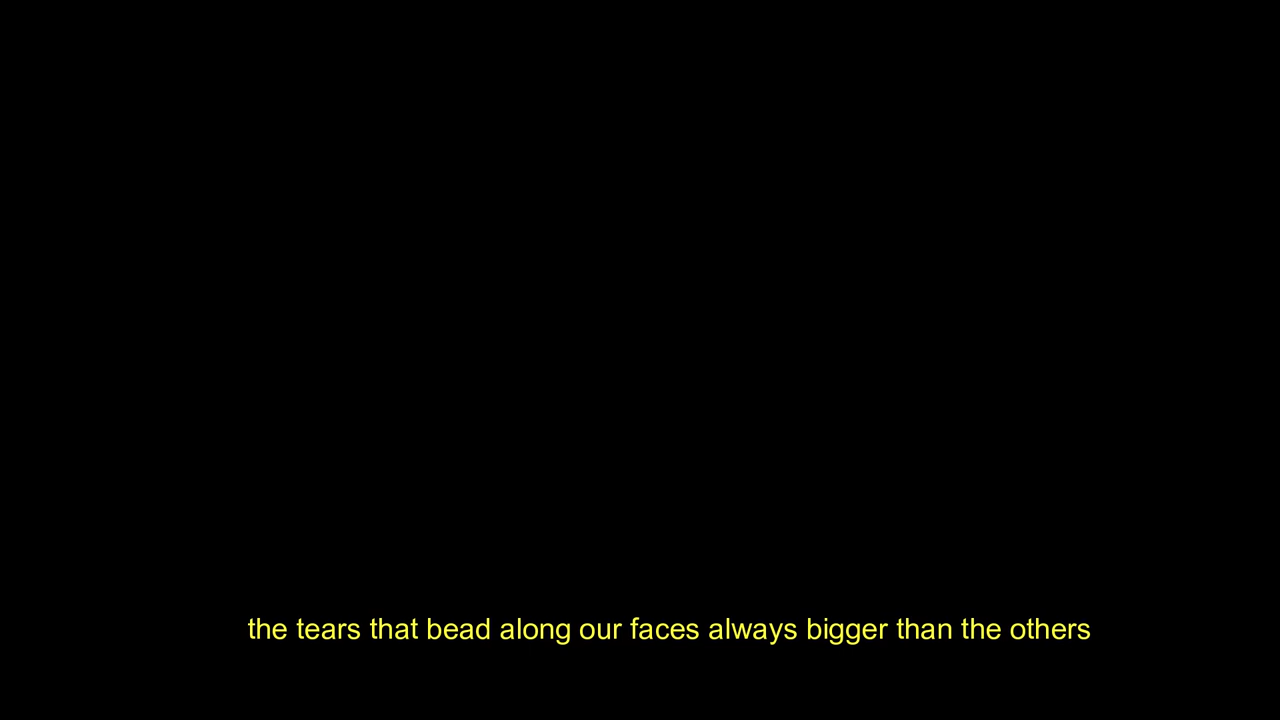 the tears that bead along our faces always bigger than the others